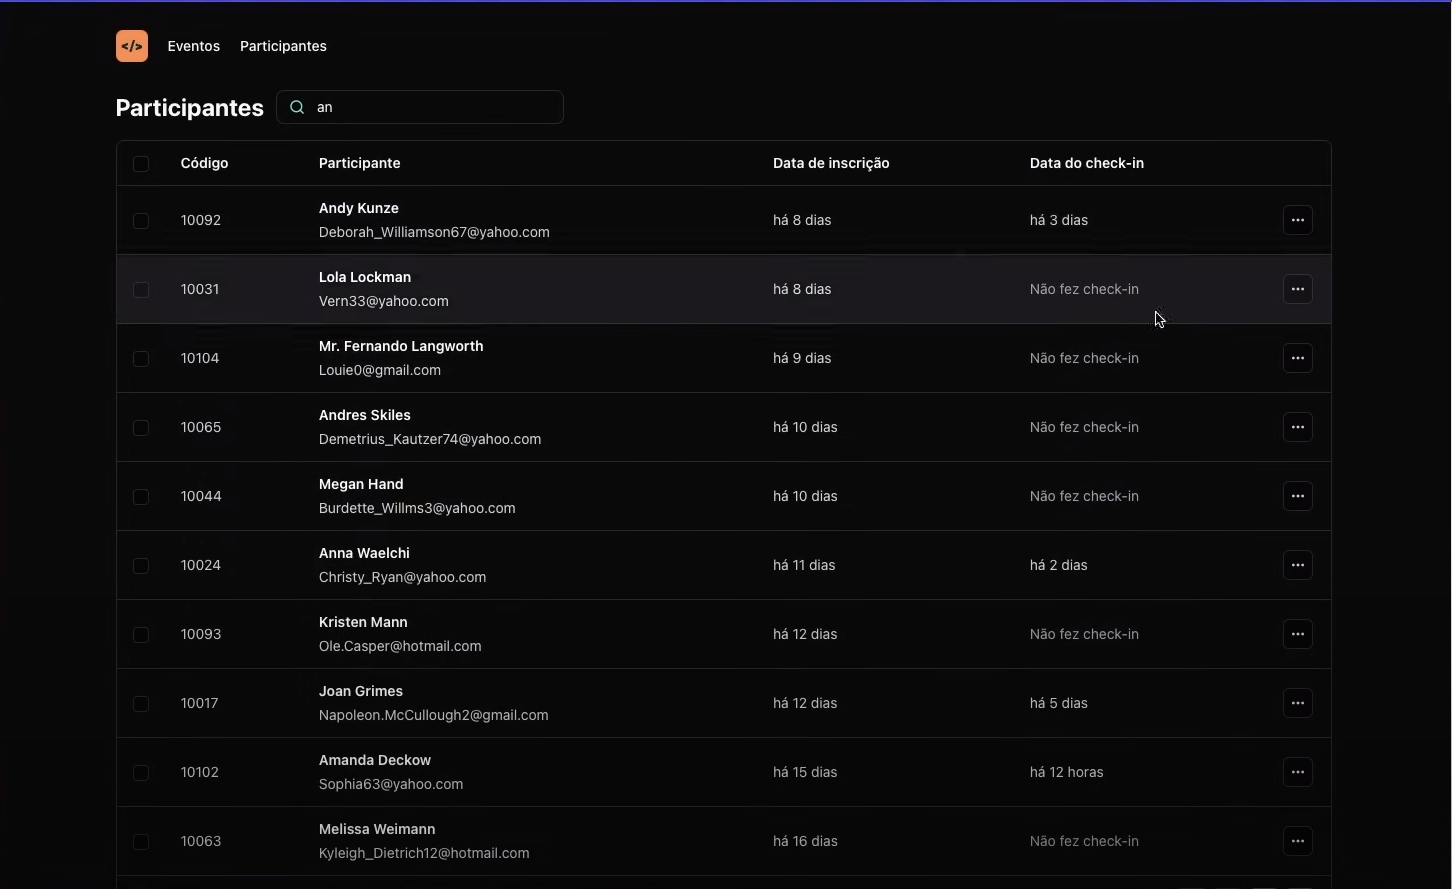 </> Eventos Participantes
Participantes an
Código Participante Data de inscrição Data do check-in
10092 Andy Kunze há 8 dias há 3 dias
Deborah_Williamson67@yahoo.com
10031 Lola Lockman há 8 dias Não fez check-in
Vern33@yahoo.com
10104 Mr. Fernando Langworth há 9 dias Não fez check-in
Louie0@gmail.com
10065 Andres Skiles há 10 dias Não fez check-in
Demetrius_Kautzer74@yahoo.com
10044 Megan Hand há 10 dias Não fez check-in
Burdette_Willms3@yahoo.com
10024 Anna Waelchi há 11 dias há 2 dias
Christy_Ryan@yahoo.com
10093 Kristen Mann há 12 dias Não fez check-in
Ole.Casper@hotmail.com
10017 Joan Grimes há 12 dias há 5 dias
Napoleon.McCullough2@gmail.com
10102 Amanda Deckow há 15 dias há 12 horas
Sophia63@yahoo.com
10063 Melissa Weimann há 16 dias Não fez check-in
Kyleigh_Dietrich12@hotmail.com